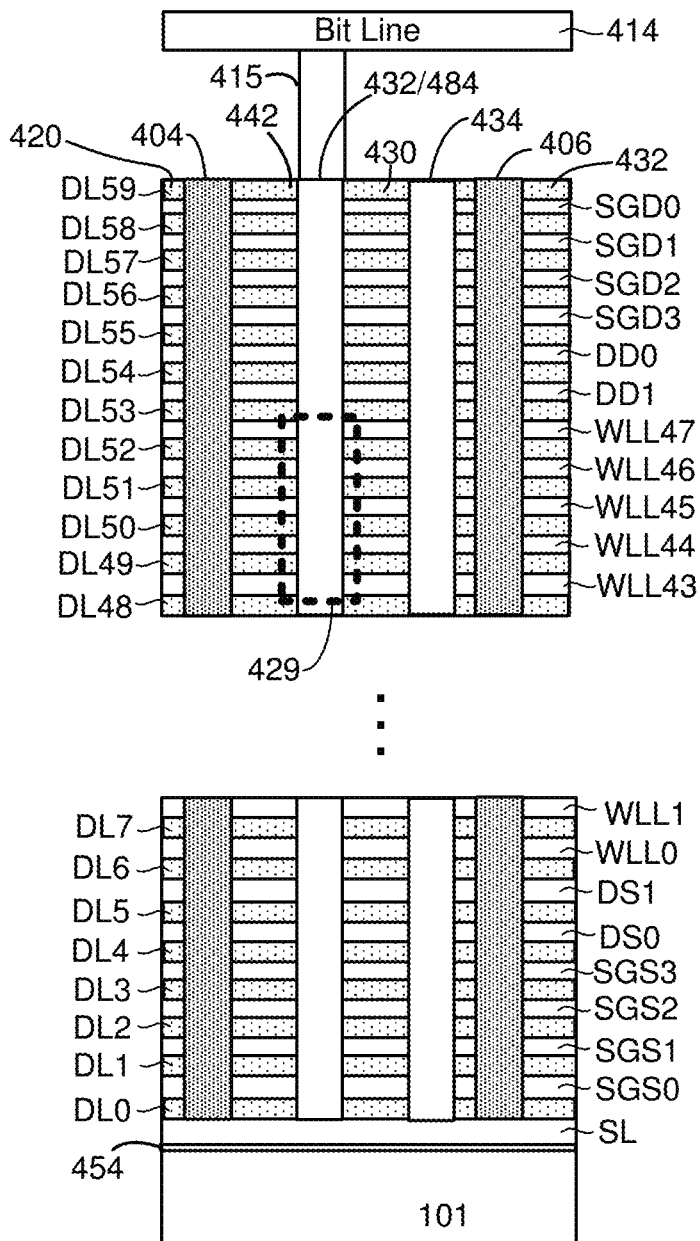 Bit Line
414
415
432/484
442
434
404
430
406
420
432
DL59
SGD0
DL58
SGD1
DL57
SGD2
DL56
SGD3
DL55
DD0
DL54
DD1
DL53
WLL47
DL52
WLL46
DL51
WLL45
DL50
WLL44
DL49
WLL43
DL48
429
WLL1
DL7
WLL0
DL6
DS1
DL5
DS0
DL4
SGS3
DL3
SGS2
DL2
SGS1
DL1
SGS0
DL0
SL
454
101